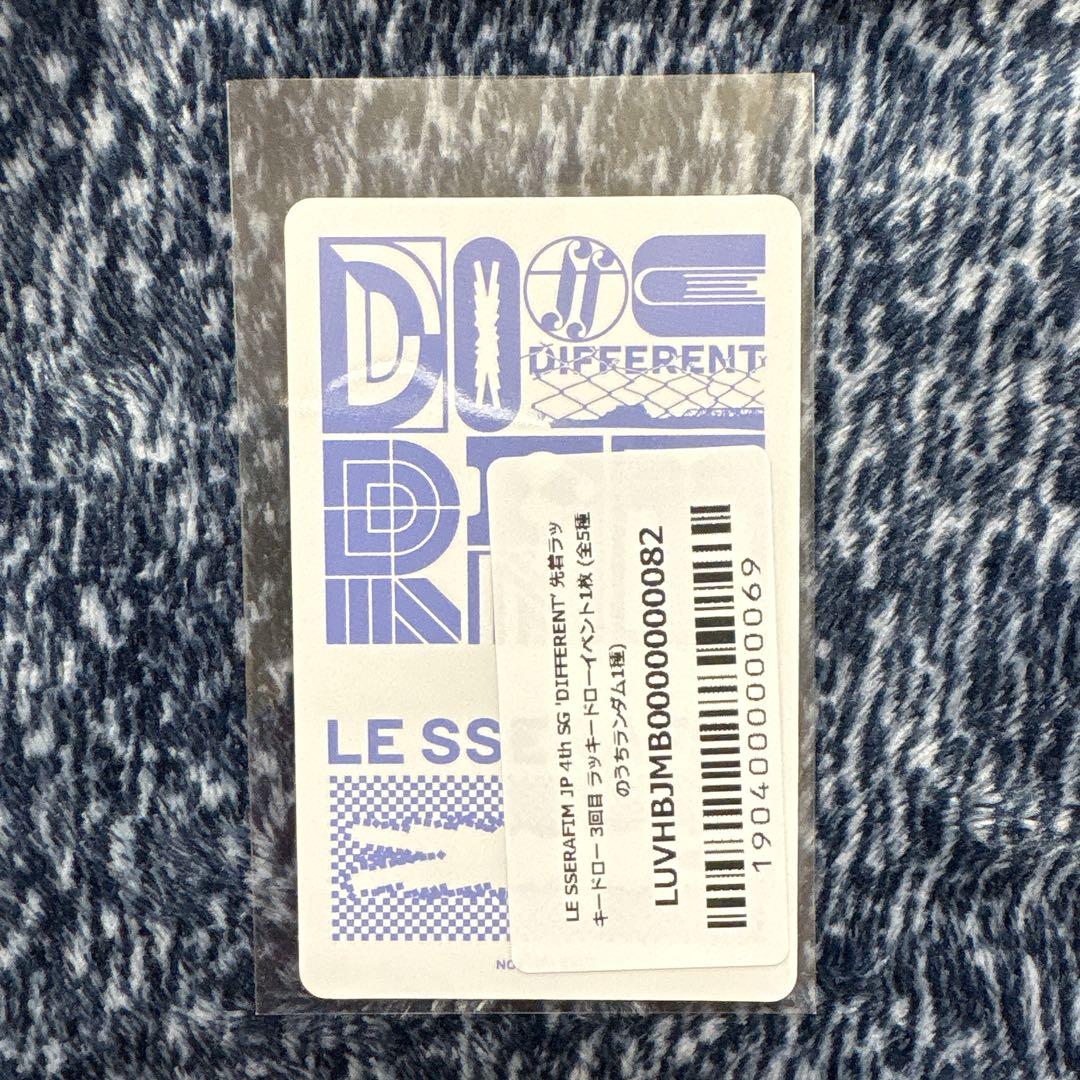 DIFFERENT
LE SS
NO
LE SSERAFIM JP 4th SG 'DIFFERENT' 先着ラッ
キードロー 3回目 ラッキードローイベント1枚 (全5種
のうちランダム1種)
LUVHBJMB0000000082
1904000000069